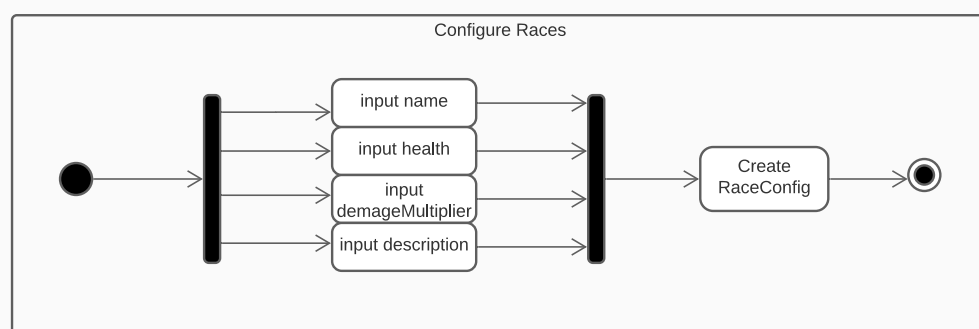 Configure Races
input name
input health
input
demageMultiplier
input description
Create
RaceConfig